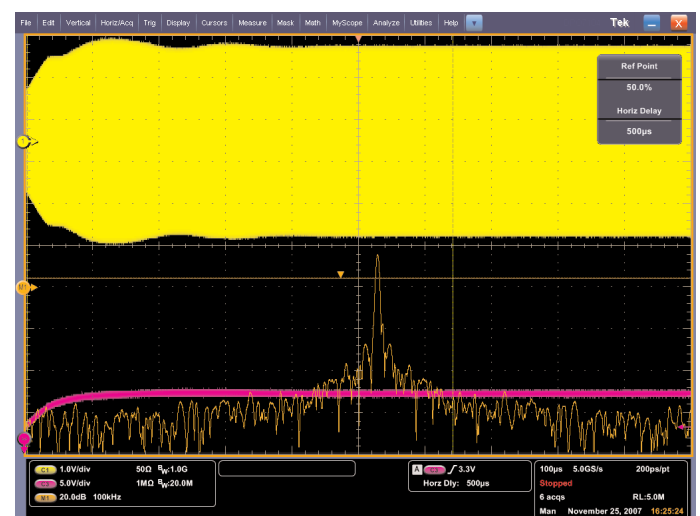 File Edit Vertical Horiz/Acq Trig Display Cursors Measure Mask Math MyScope Analyze Utilities Help Tek
Ref Point
50.0%
Horiz Delay
500µs
1
M1
C1 1.0V/div 50Ω BW:1.0G
5.0V/div 1MΩ BW:20.0M
M1 20.0dB 100kHz
A 3.3V
Horz Dly: 500µs
100µs 5.0GS/s 200ps/pt
Stopped
6 acqs RL:5.0M
Man November 25, 2007 16:25:24